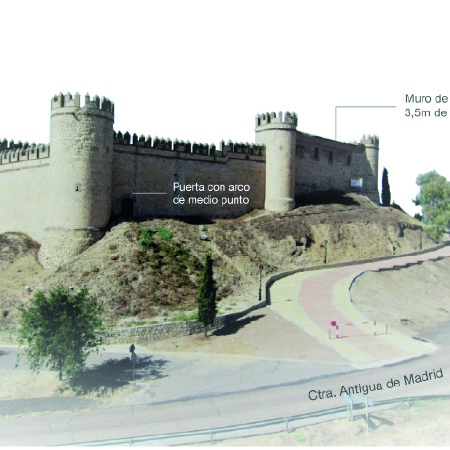 Muro de
3,5m de
Puerta con arco
de medio punto
Ctra. Antigua de Madrid